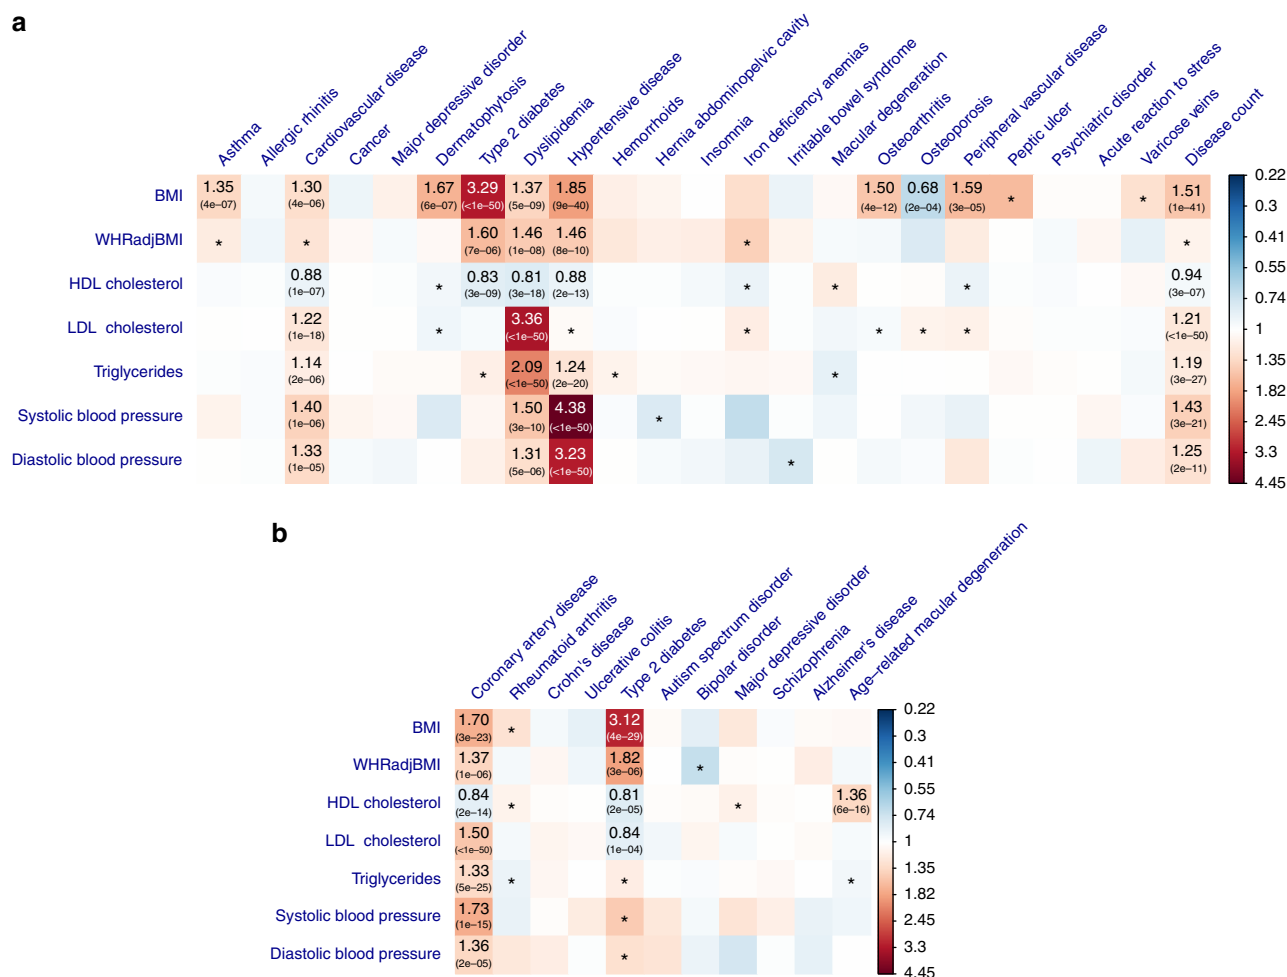 a
Asthma
Allergic rhinitis
Cardiovascular disease
Cancer
Major depressive disorder
Dermatophytosis
Type 2 diabetes
Dyslipidemia
Hypertensive disease
Hemorrhoids
Hernia abdominopelvic cavity
Insomnia
Iron deficiency anemias
Irritable bowel syndrome
Macular degeneration
Osteoarthritis
Osteoporosis
Peripheral vascular disease
Peptic ulcer
Psychiatric disorder
Acute reaction to stress
Varicose veins
Disease count
BMI 1.35 1.30 1.67 3.29 1.37 1.85 1.50 0.68 1.59 * * 1.51
(4e−07) (4e−06) (6e−07) (<1e−50) (5e−09) (9e−40) (4e−12) (2e−04) (3e−05) (1e−41)
WHRadjBMI * * 1.60 1.46 1.46 * *
(7e−06) (1e−08) (8e−10)
HDL cholesterol 0.88 * 0.83 0.81 0.88 * * * 0.94
(1e−07) (3e−09) (3e−18) (2e−13) (3e−07)
LDL cholesterol 1.22 * 3.36 * * * * * 1.21
(1e−18) (<1e−50) (<1e−50)
Triglycerides 1.14 * 2.09 1.24 * * 1.19
(2e−06) (<1e−50) (2e−20) (3e−27)
Systolic blood pressure 1.40 1.50 4.38 * 1.43
(1e−06) (3e−10) (<1e−50) (3e−21)
Diastolic blood pressure 1.33 1.31 3.23 * 1.25
(1e−05) (5e−06) (<1e−50) (2e−11)
0.22
0.3
0.41
0.55
0.74
1
1.35
1.82
2.45
3.3
4.45
b
Coronary artery disease
Rheumatoid arthritis
Crohn's disease
Ulcerative colitis
Type 2 diabetes
Autism spectrum disorder
Bipolar disorder
Major depressive disorder
Schizophrenia
Alzheimer's disease
Age−related macular degeneration
BMI 1.70 * 3.12
(3e−23) (4e−29)
WHRadjBMI 1.37 1.82 *
(1e−06) (3e−06)
HDL cholesterol 0.84 * 0.81 * 1.36
(2e−14) (2e−05) (6e−16)
LDL cholesterol 1.50 0.84
(<1e−50) (1e−04)
Triglycerides 1.33 * * *
(5e−25)
Systolic blood pressure 1.73 *
(1e−15)
Diastolic blood pressure 1.36 *
(2e−05)
0.22
0.3
0.41
0.55
0.74
1
1.35
1.82
2.45
3.3
4.45